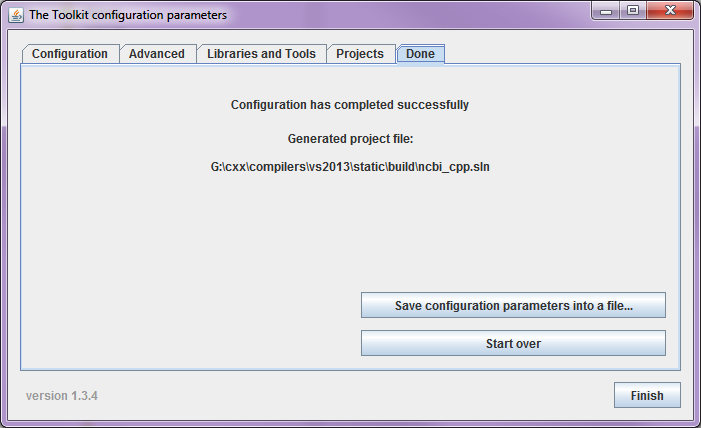 The Toolkit configuration parameters
Configuration Advanced Libraries and Tools Projects Done
Configuration has completed successfully
Generated project file:
G:\cxx\compilers\vs2013\static\build\ncbi_cpp.sln
Save configuration parameters into a file...
Start over
version 1.3.4 Finish